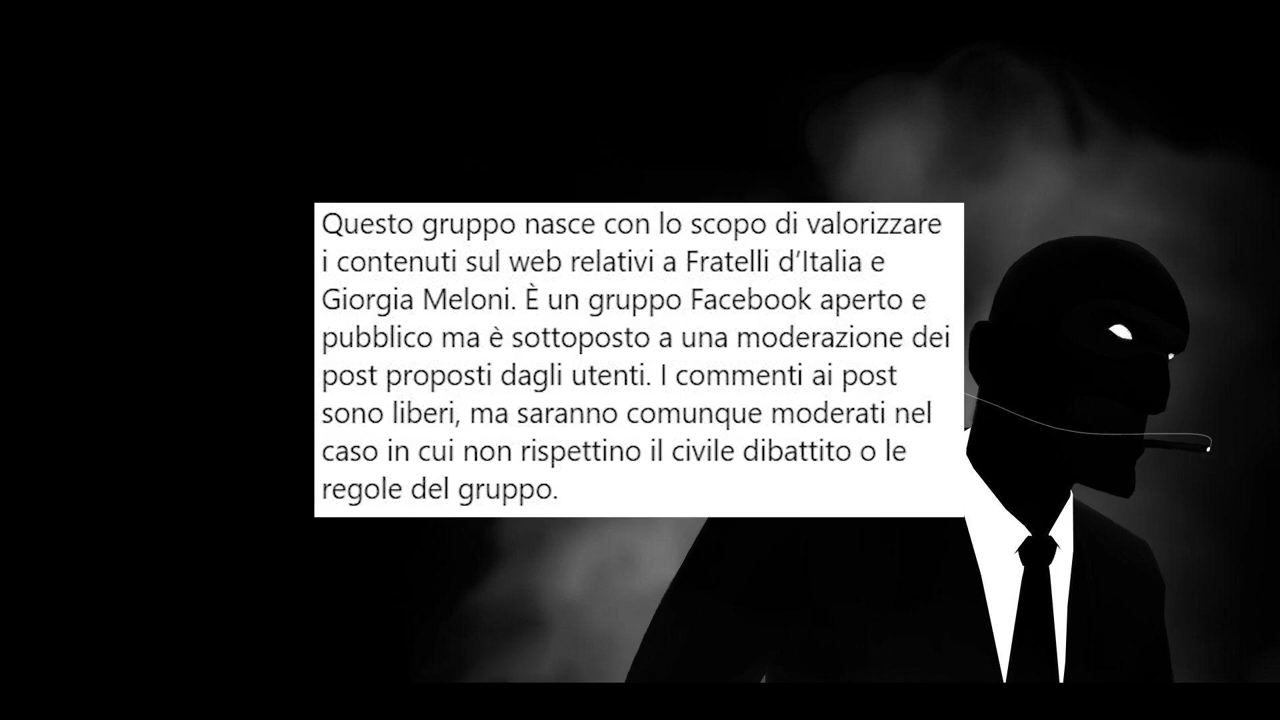 Questo gruppo nasce con lo scopo di valorizzare
i contenuti sul web relativi a Fratelli d’Italia e
Giorgia Meloni. È un gruppo Facebook aperto e
pubblico ma è sottoposto a una moderazione dei
post proposti dagli utenti. I commenti ai post
sono liberi, ma saranno comunque moderati nel
caso in cui non rispettino il civile dibattito o le
regole del gruppo.